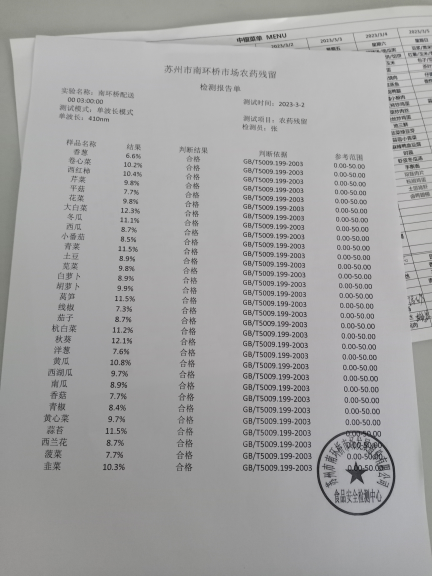 中餐菜单 MENU
苏州市南环桥市场农药残留
检测报告单
实验名称：南环桥配送
00 03:00:00
测试时间：2023-3-2
测试模式：单波长模式
单波长：410nm
测试项目：农药残留
检测员：张
样品名称 结果 判断结果 判断依据 参考范围
香葱 6.6% 合格 GB/T5009.199-2003 0.00-50.00
卷心菜 10.2% 合格 GB/T5009.199-2003 0.00-50.00
西红柿 10.4% 合格 GB/T5009.199-2003 0.00-50.00
芹菜 9.8% 合格 GB/T5009.199-2003 0.00-50.00
平菇 7.7% 合格 GB/T5009.199-2003 0.00-50.00
花菜 9.8% 合格 GB/T5009.199-2003 0.00-50.00
大白菜 12.3% 合格 GB/T5009.199-2003 0.00-50.00
冬瓜 11.1% 合格 GB/T5009.199-2003 0.00-50.00
西瓜 8.7% 合格 GB/T5009.199-2003 0.00-50.00
小番茄 8.5% 合格 GB/T5009.199-2003 0.00-50.00
青菜 11.5% 合格 GB/T5009.199-2003 0.00-50.00
土豆 8.9% 合格 GB/T5009.199-2003 0.00-50.00
苋菜 9.8% 合格 GB/T5009.199-2003 0.00-50.00
白萝卜 8.9% 合格 GB/T5009.199-2003 0.00-50.00
胡萝卜 9.9% 合格 GB/T5009.199-2003 0.00-50.00
莴笋 11.5% 合格 GB/T5009.199-2003 0.00-50.00
线椒 7.3% 合格 GB/T5009.199-2003 0.00-50.00
茄子 8.7% 合格 GB/T5009.199-2003 0.00-50.00
杭白菜 11.2% 合格 GB/T5009.199-2003 0.00-50.00
秋葵 12.1% 合格 GB/T5009.199-2003 0.00-50.00
洋葱 7.6% 合格 GB/T5009.199-2003 0.00-50.00
黄瓜 10.8% 合格 GB/T5009.199-2003 0.00-50.00
西湖瓜 9.7% 合格 GB/T5009.199-2003 0.00-50.00
南瓜 8.9% 合格 GB/T5009.199-2003 0.00-50.00
香菇 7.7% 合格 GB/T5009.199-2003 0.00-50.00
青椒 8.4% 合格 GB/T5009.199-2003 0.00-50.00
黄心菜 9.7% 合格 GB/T5009.199-2003 0.00-50.00
蒜苔 11.5% 合格 GB/T5009.199-2003 0.00-50.00
西兰花 8.7% 合格 GB/T5009.199-2003 0.00-50.00
菠菜 7.7% 合格 GB/T5009.199-2003 0.00-50.00
韭菜 10.3% 合格 GB/T5009.199-2003 0.00-50.00
食品安全检测中心